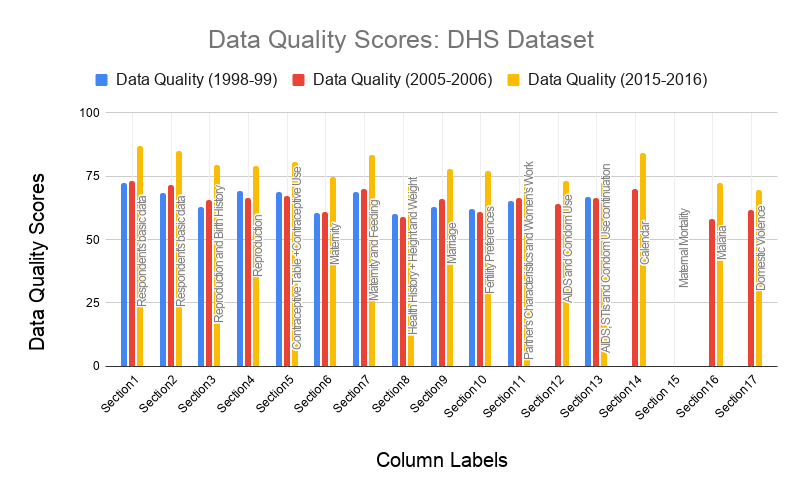 Data Quality Scores: DHS Dataset
Data Quality (1998-99) Data Quality (2005-2006) Data Quality (2015-2016)
Data Quality Scores
100
75
50
25
0
Respondent's basic data
Respondent's basic data
Reproduction and Birth History
Reproduction
Contraceptive Table + Contraceptive Use
Maternity
Maternity and Feeding
Health History + Height and Weight
Marriage
Fertility Preferences
Partner's Characteristics and Women's Work
AIDS and Condom Use
AIDS/STIs and Condom Use continuation
Calendar
Maternal Mortality
Malaria
Domestic Violence
Section1
Section2
Section3
Section4
Section5
Section6
Section7
Section8
Section9
Section10
Section11
Section12
Section13
Section14
Section 15
Section16
Section17
Column Labels